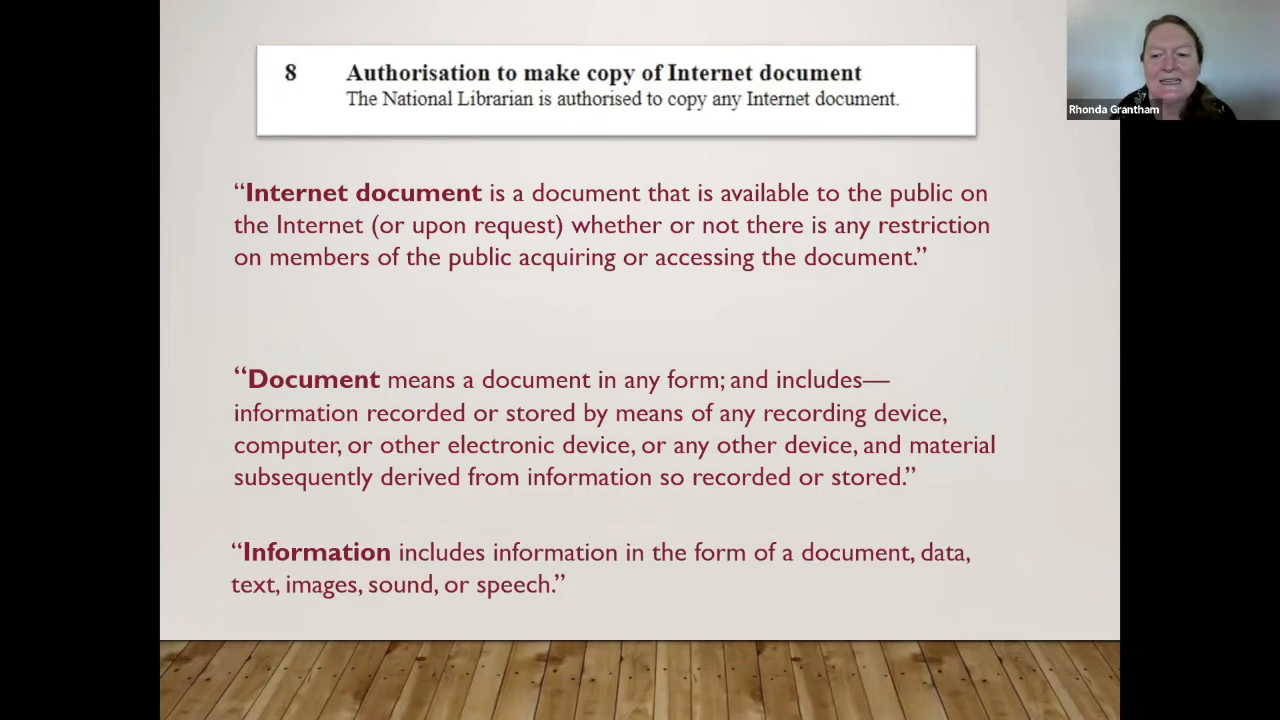 8 Authorisation to make copy of Internet document
The National Librarian is authorised to copy any Internet document.
Rhonda Grantham
“Internet document is a document that is available to the public on
the Internet (or upon request) whether or not there is any restriction
on members of the public acquiring or accessing the document.”
“Document means a document in any form; and includes—
information recorded or stored by means of any recording device,
computer, or other electronic device, or any other device, and material
subsequently derived from information so recorded or stored.”
“Information includes information in the form of a document, data,
text, images, sound, or speech.”